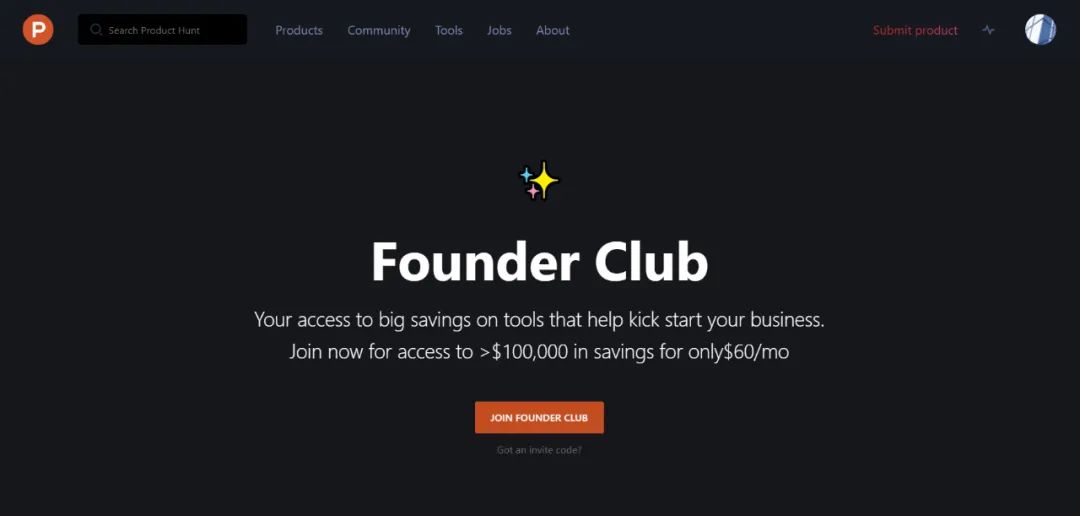 P
Search Product Hunt
Products
Community
Tools
Jobs
About
Submit product
Founder Club
Your access to big savings on tools that help kick start your business.
Join now for access to >$100,000 in savings for only$60/mo
JOIN FOUNDER CLUB
Got an invite code?